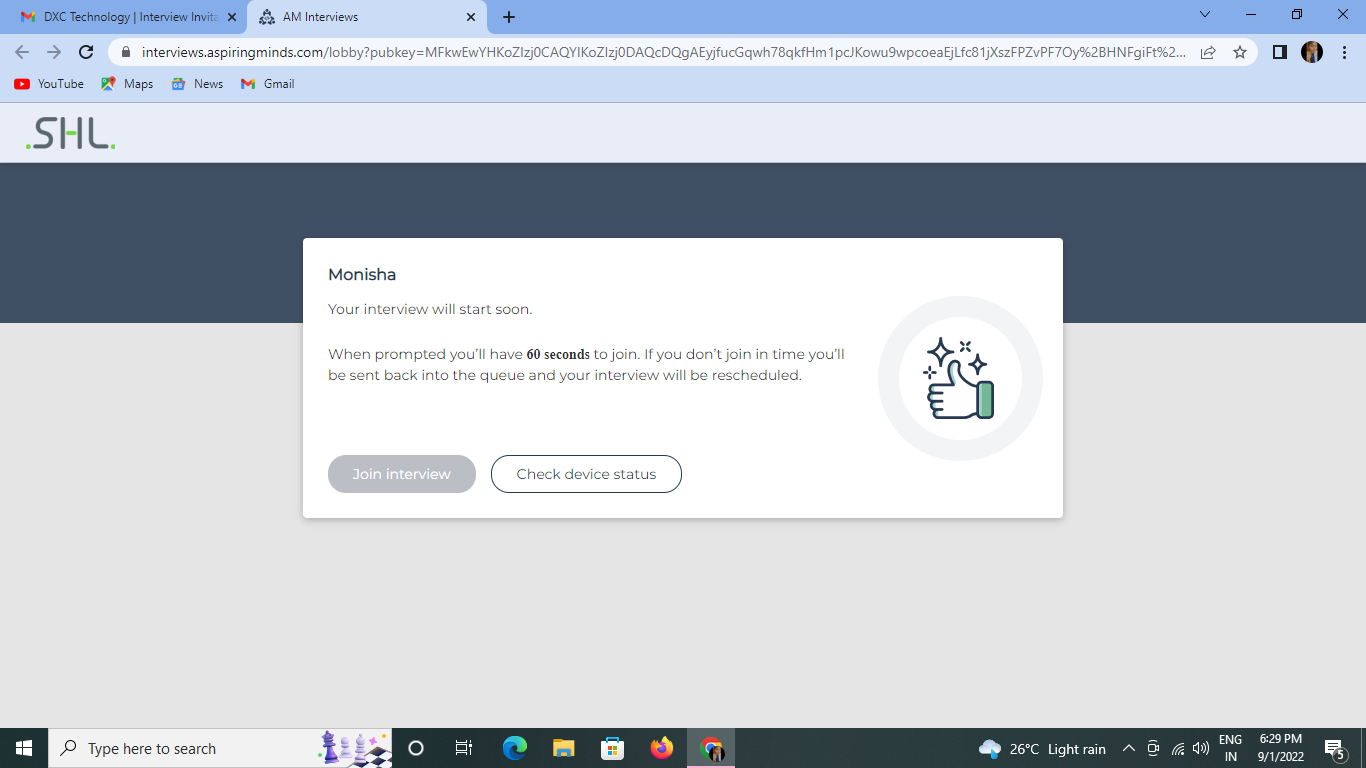 DXC Technology | Interview Invita
AM Interviews
interviews.aspiringminds.com/lobby?pubkey=MFkwEwYHKoZIzj0CAQYIKoZIzj0DAQcDQgAEyjfucGqwh78qkfHm1pcJKowu9wpcoeaEjLfc81jXszFPZvPF7Oy%2BHNFgiFt%2...
YouTube
Maps
News
Gmail
.SHL.
Monisha
Your interview will start soon.
When prompted you’ll have 60 seconds to join. If you don’t join in time you’ll
be sent back into the queue and your interview will be rescheduled.
Join interview
Check device status
Type here to search
26°C Light rain
ENG
IN
6:29 PM
9/1/2022
5